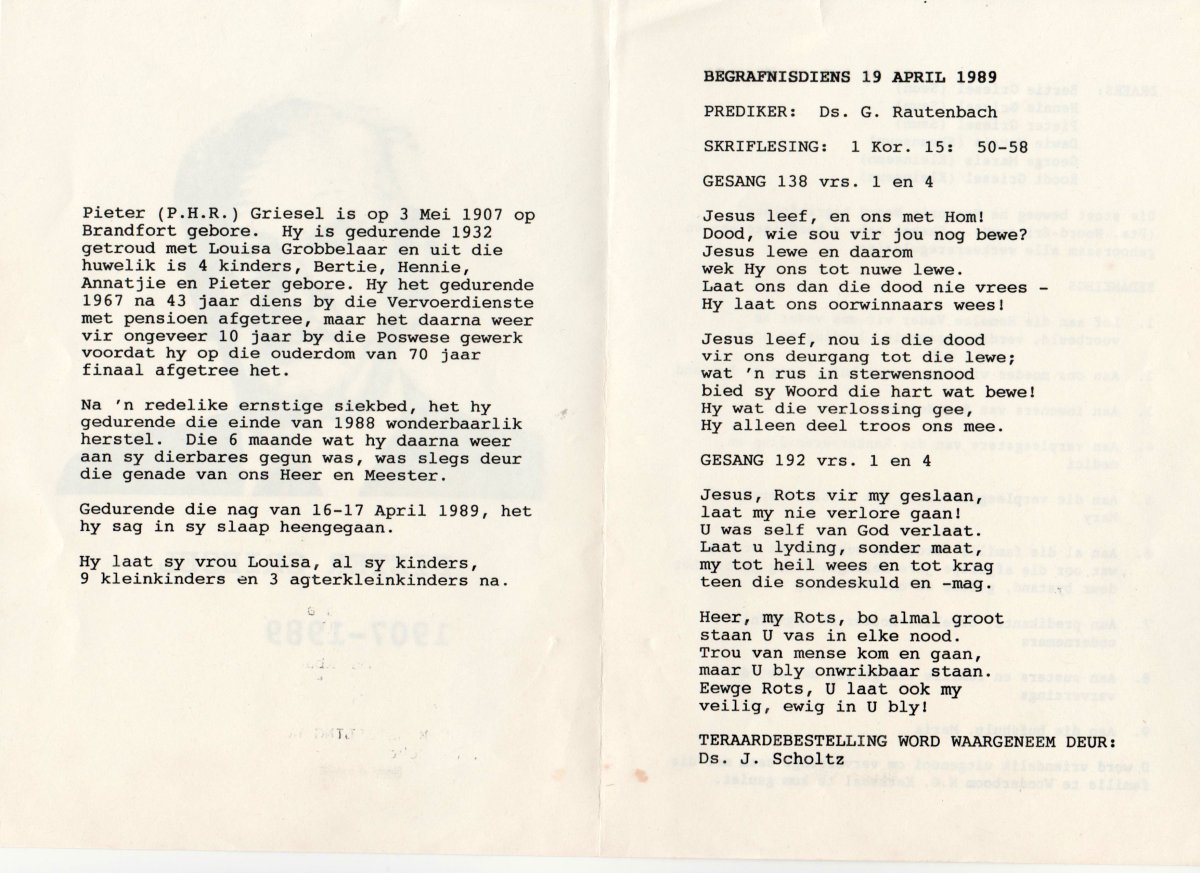 Pieter (P.H.R.) Griesel is op 3 Mei 1907 op
Brandfort gebore. Hy is gedurende 1932
getroud met Louisa Grobbelaar en uit die
huwelik is 4 kinders, Bertie, Hennie,
Annatjie en Pieter gebore. Hy het gedurende
1967 na 43 jaar diens by die Vervoerdienste
met pensioen afgetree, maar het daarna weer
vir ongeveer 10 jaar by die Poswese gewerk
voordat hy op die ouderdom van 70 jaar
finaal afgetree het.
Na 'n redelike ernstige siekbed, het hy
gedurende die einde van 1988 wonderbaarlik
herstel. Die 6 maande wat hy daarna weer
aan sy dierbares gegun was, was slegs deur
die genade van ons Heer en Meester.
Gedurende die nag van 16-17 April 1989, het
hy sag in sy slaap heengegaan.
Hy laat sy vrou Louisa, al sy kinders,
9 kleinkinders en 3 agterkleinkinders na.
1907-1989
BEGRAFNISDIENS 19 APRIL 1989
PREDIKER: Ds. G. Rautenbach
SKRIFLESING: 1 Kor. 15: 50-58
GESANG 138 vrs. 1 en 4
Jesus leef, en ons met Hom!
Dood, wie sou vir jou nog bewe?
Jesus lewe en daarom
wek Hy ons tot nuwe lewe.
Laat ons dan die dood nie vrees -
Hy laat ons oorwinnaars wees!
Jesus leef, nou is die dood
vir ons deurgang tot die lewe;
wat 'n rus in sterwensnood
bied sy Woord die hart wat bewe!
Hy wat die verlossing gee,
Hy alleen deel troos ons mee.
GESANG 192 vrs. 1 en 4
Jesus, Rots vir my geslaan,
laat my nie verlore gaan!
U was self van God verlaat.
Laat u lyding, sonder maat,
my tot heil wees en tot krag
teen die sondeskuld en -mag.
Heer, my Rots, bo almal groot
staan U vas in elke nood.
Trou van mense kom en gaan,
maar U bly onwrikbaar staan.
Eewge Rots, U laat ook my
veilig, ewig in U bly!
TERAARDEBESTELLING WORD WAARGENEEM DEUR:
Ds. J. Scholtz